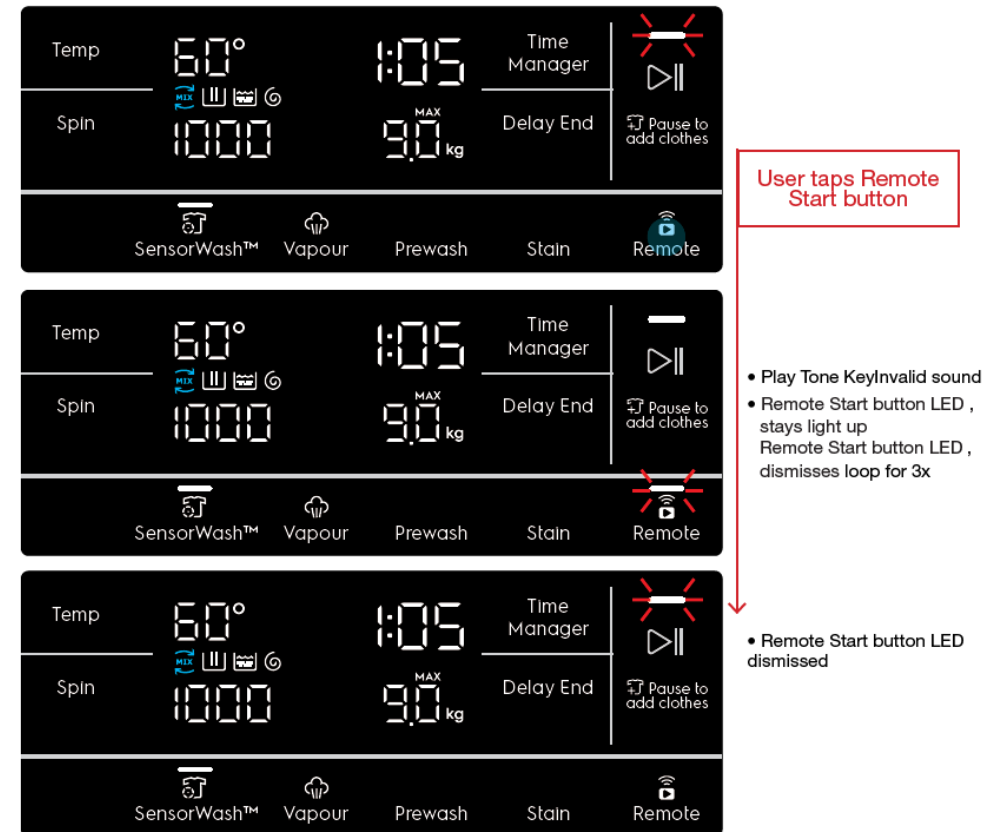 Temp
60°
1:05
Time
Manager
MIX
Spin
1000
MAX
9.0 kg
Delay End
Pause to
add clothes
SensorWash™
Vapour
Prewash
Stain
Remote
User taps Remote
Start button
Temp
60°
1:05
Time
Manager
MIX
Spin
1000
MAX
9.0 kg
Delay End
Pause to
add clothes
SensorWash™
Vapour
Prewash
Stain
Remote
• Play Tone KeyInvalid sound
• Remote Start button LED ,
stays light up
Remote Start button LED ,
dismisses loop for 3x
Temp
60°
1:05
Time
Manager
MIX
Spin
1000
MAX
9.0 kg
Delay End
Pause to
add clothes
SensorWash™
Vapour
Prewash
Stain
Remote
• Remote Start button LED
dismissed